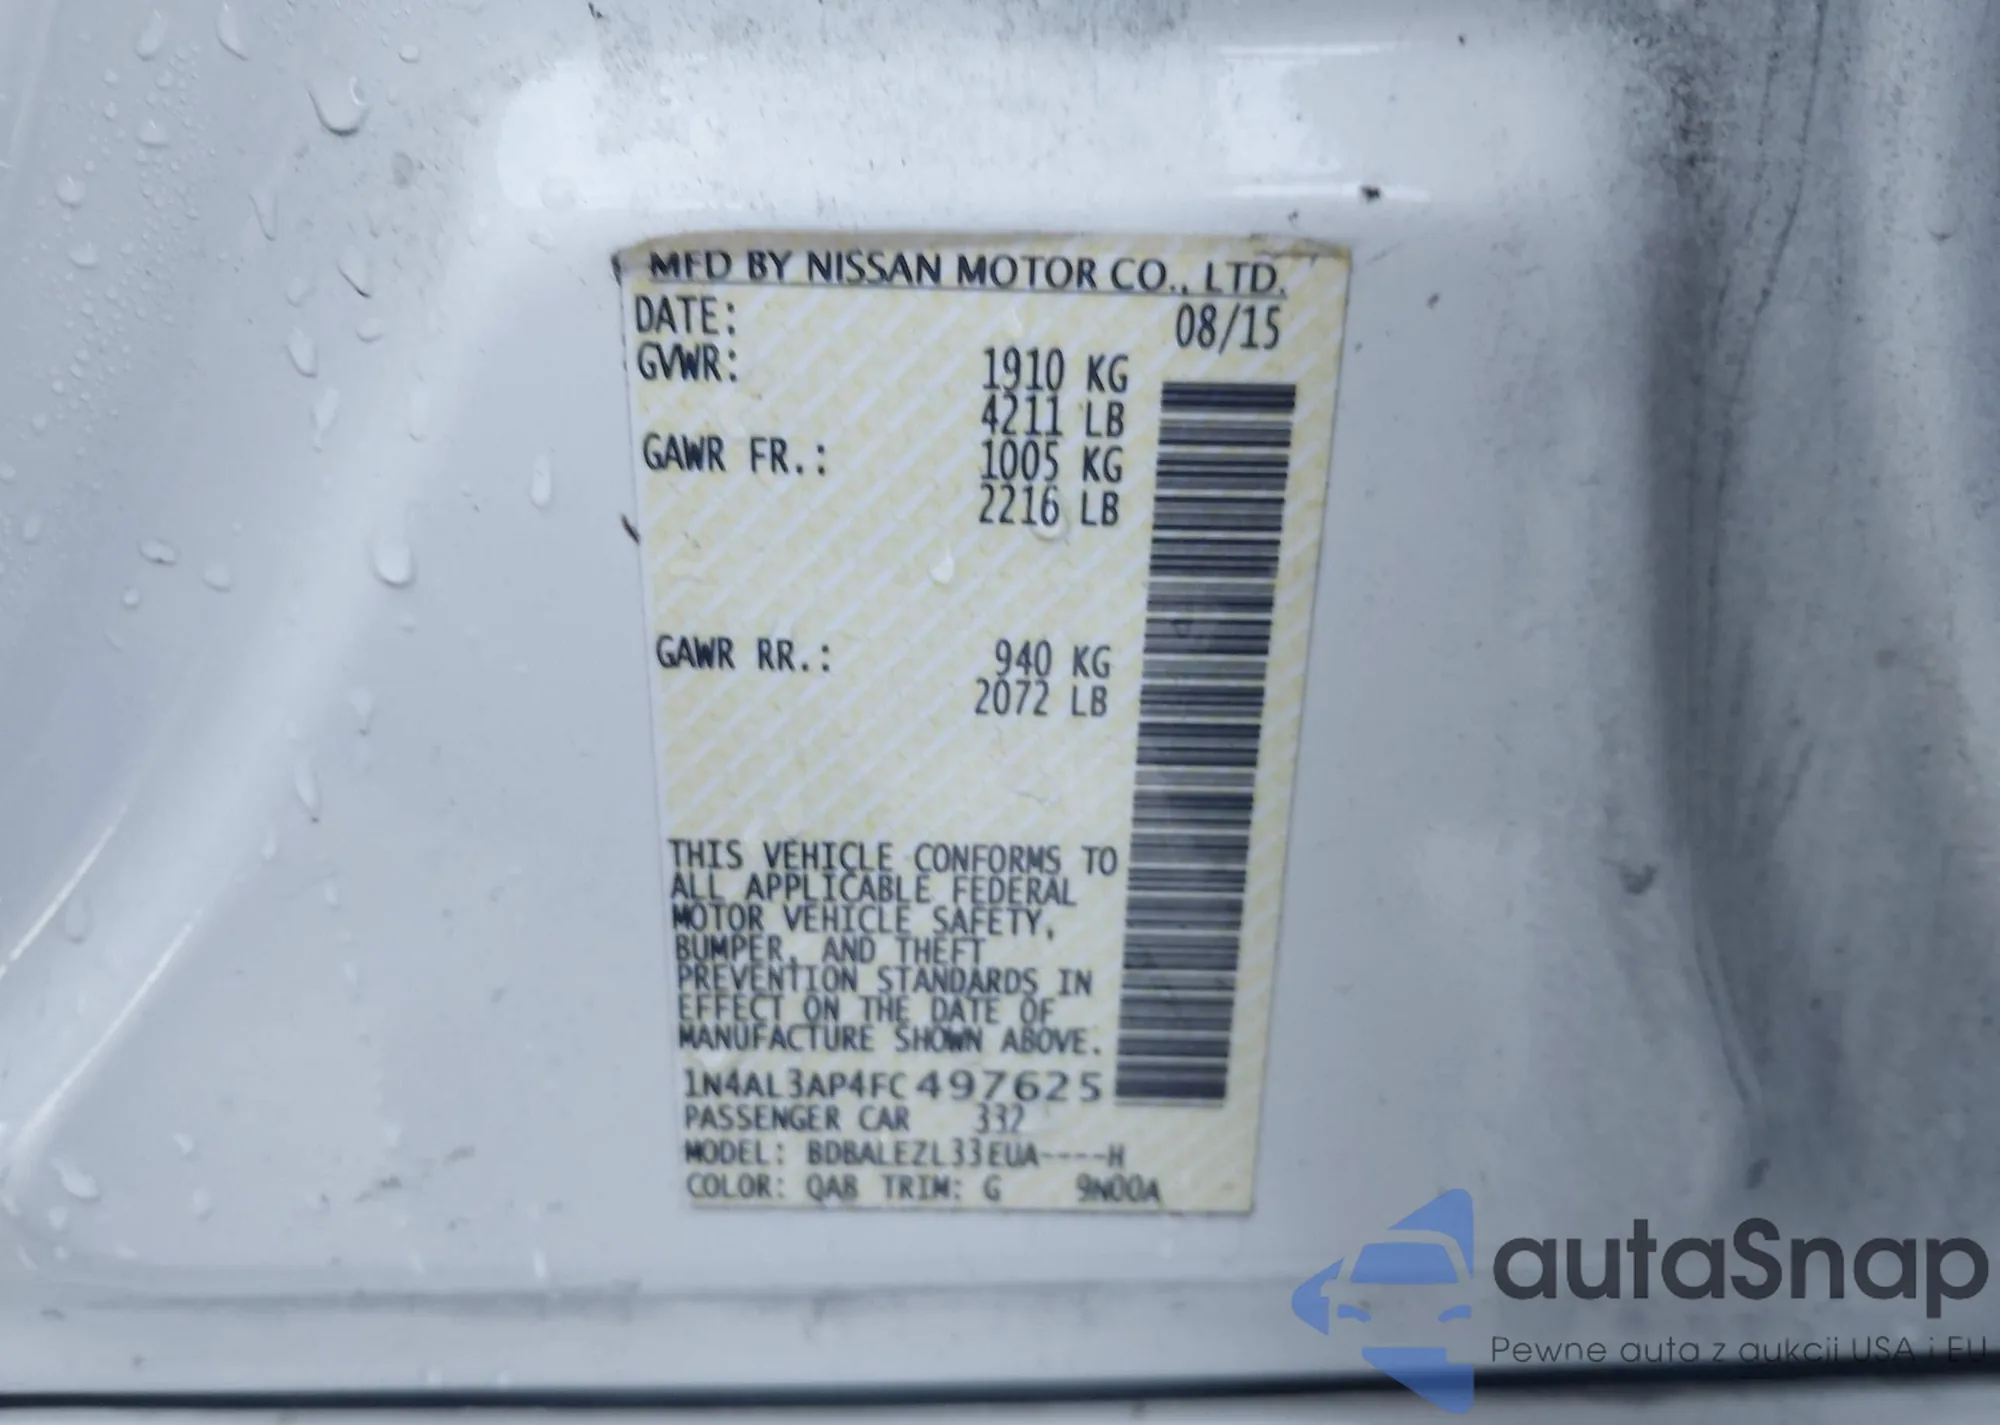 MFD BY NISSAN MOTOR CO., LTD.
DATE: 08/15
GVWR: 1910 KG
4211 LB
GAWR FR.: 1005 KG
2216 LB
GAWR RR.: 940 KG
2072 LB
THIS VEHICLE CONFORMS TO
ALL APPLICABLE FEDERAL
MOTOR VEHICLE SAFETY,
BUMPER, AND THEFT
PREVENTION STANDARDS IN
EFFECT ON THE DATE OF
MANUFACTURE SHOWN ABOVE.
1N4AL3AP4FC497625
PASSENGER CAR 332
MODEL: BDBALEZL33EUA----H
COLOR: QAB TRIM: G 9N00A
autaSnap
Pewne auta z aukcji USA i EU